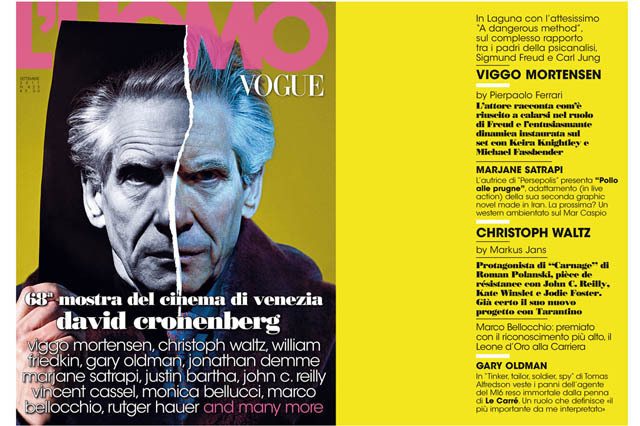 L'UOMO
VOGUE
SETTEMBRE
2011
68ª mostra del cinema di venezia
david cronenberg
viggo mortensen, christoph waltz, william
friedkin, gary oldman, jonathan demme
marjane satrapi, justin bartha, john c. reilly
vincent cassel, monica bellucci, marco
bellocchio, rutger hauer and many more
In Laguna con l'attesissimo
"A dangerous method",
sul complesso rapporto
tra i padri della psicanalisi,
Sigmund Freud e Carl Jung
VIGGO MORTENSEN
by Pierpaolo Ferrari
L'attore racconta com'è
riuscito a calarsi nel ruolo
di Freud e l'entusiasmante
dinamica instaurata sul
set con Keira Knightley e
Michael Fassbender
MARJANE SATRAPI
L'autrice di "Persepolis" presenta "Pollo
alle prugne", adattamento (in live
action) della sua seconda graphic
novel made in Iran. La prossima? Un
western ambientato sul Mar Caspio
CHRISTOPH WALTZ
by Markus Jans
Protagonista di "Carnage" di
Roman Polanski, pièce de
résistance con John C. Reilly,
Kate Winslet e Jodie Foster.
Già certo il suo nuovo
progetto con Tarantino
Marco Bellocchio: premiato
con il riconoscimento più alto, il
Leone d'Oro alla Carriera
GARY OLDMAN
In "Tinker, tailor, soldier, spy" di Tomas
Alfredson veste i panni dell'agente
del MI6 reso immortale dalla penna
di Le Carré. Un ruolo che definisce «il
più importante da me interpretato»